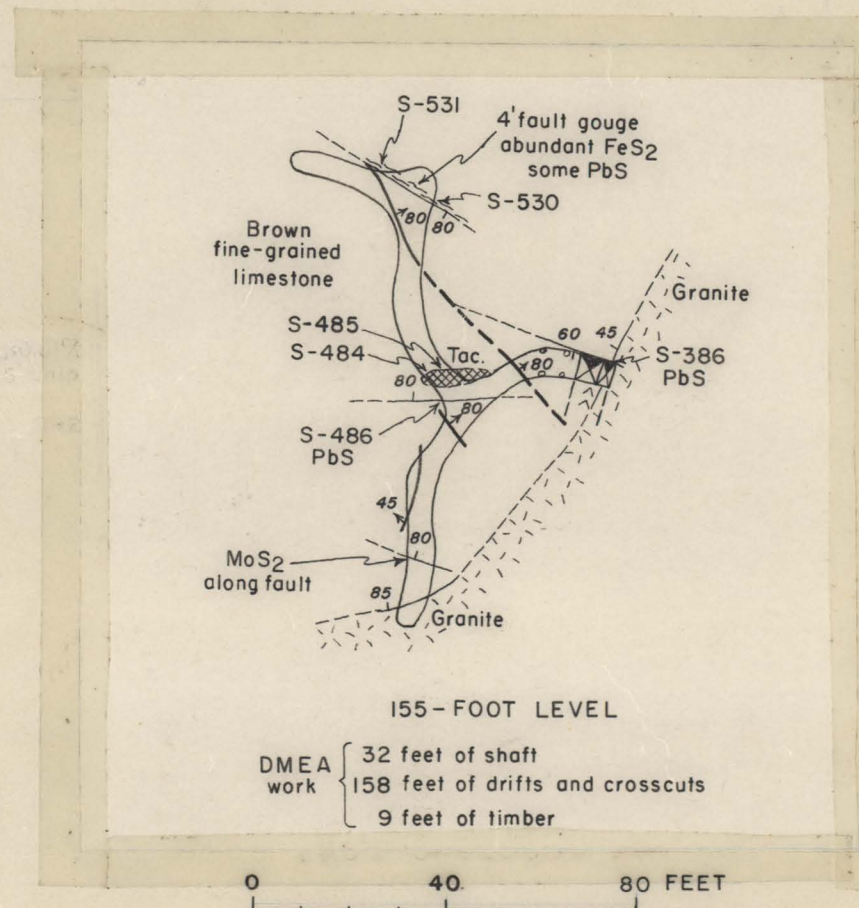 S-531
4' fault gouge
abundant FeS2
some PbS
S-530
80
80
Brown
fine-grained
limestone
Granite
S-485
S-484
Tac.
60
45
S-386
PbS
80
80
80
S-486
PbS
45
80
MoS2
along fault
85
Granite
155-FOOT LEVEL
DMEA
work
32 feet of shaft
158 feet of drifts and crosscuts
9 feet of timber
0 40 80 FEET